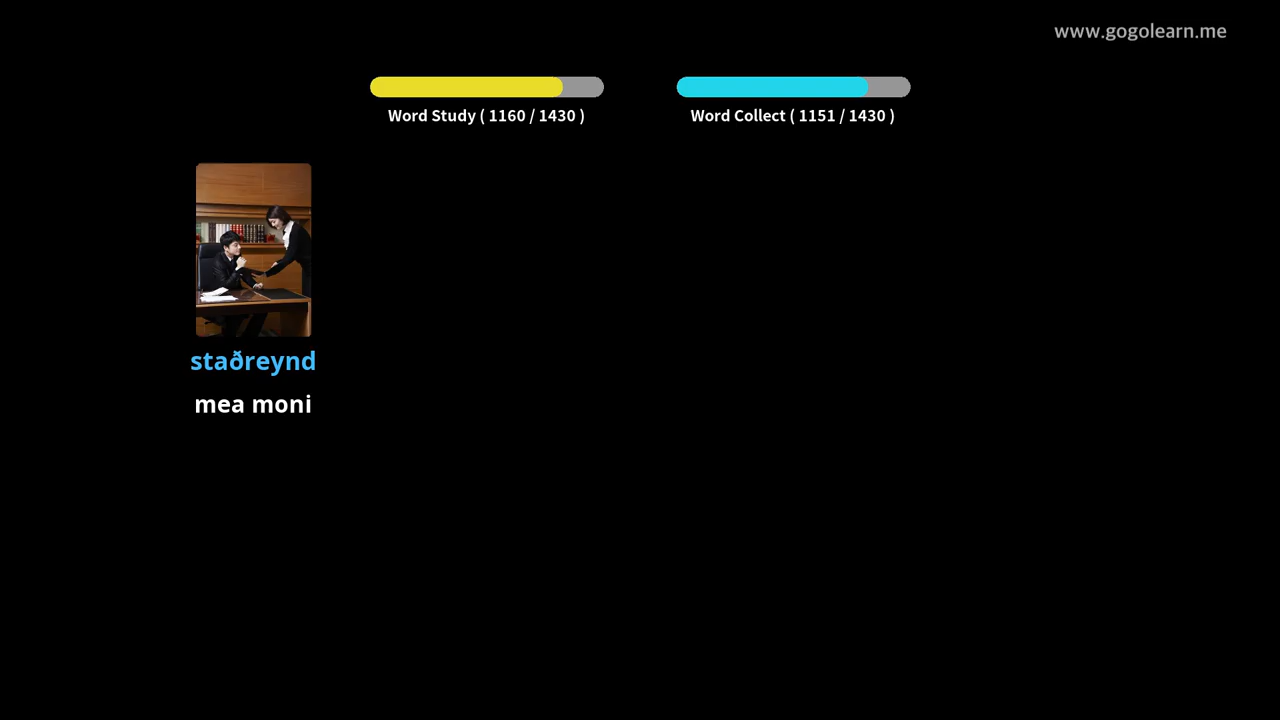 www.gogolearn.me
Word Study ( 1160 / 1430 )
Word Collect ( 1151 / 1430 )
staðreynd
mea moni